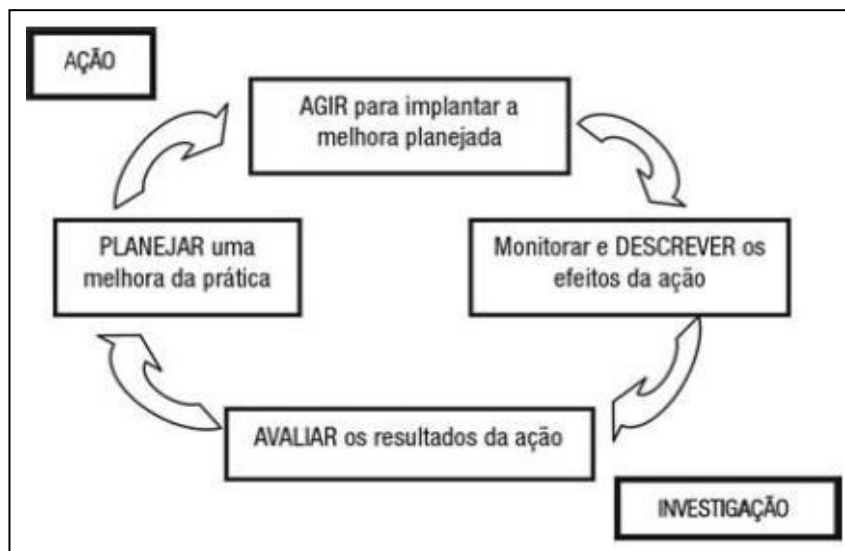 AÇÃO
AGIR para implantar a
melhora planejada
PLANEJAR uma
melhora da prática
Monitorar e DESCREVER os
efeitos da ação
AVALIAR os resultados da ação
INVESTIGAÇÃO